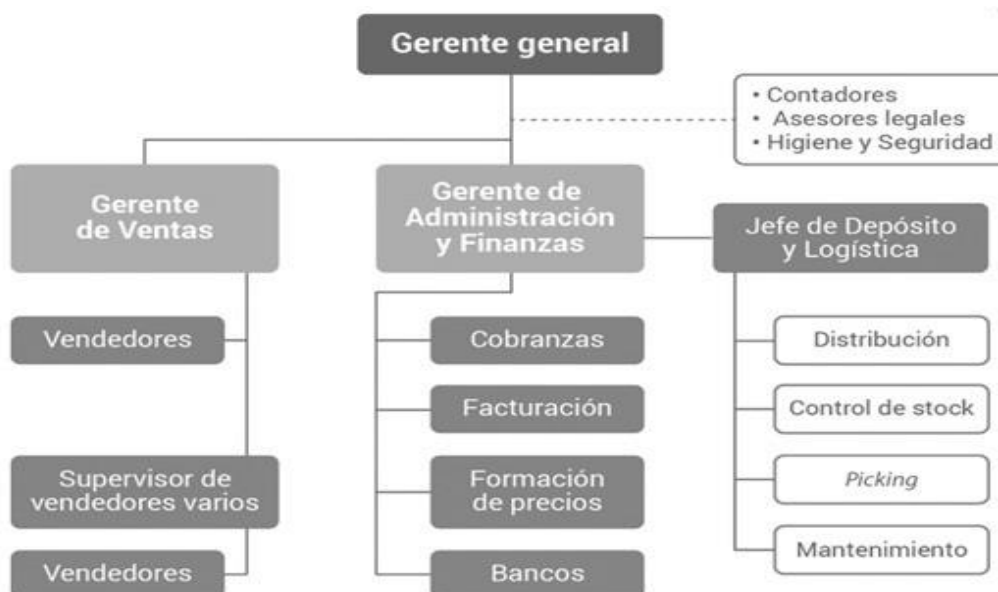 Gerente general
• Contadores
• Asesores legales
• Higiene y Seguridad
Gerente
de Ventas
Gerente de
Administración
y Finanzas
Jefe de Depósito
y Logística
Vendedores
Supervisor de
vendedores varios
Vendedores
Cobranzas
Facturación
Formación
de precios
Bancos
Distribución
Control de stock
Picking
Mantenimiento